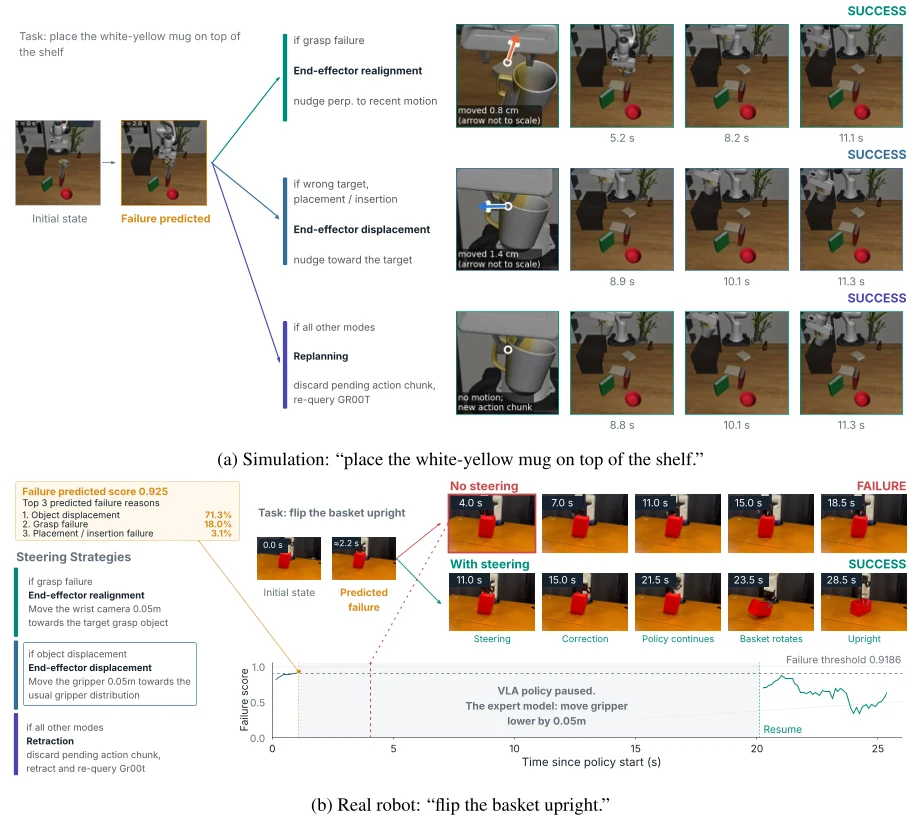 SUCCESS
Task: place the white-yellow mug on top of
the shelf
if grasp failure
End-effector realignment
nudge perp. to recent motion
moved 0.8 cm
(arrow not to scale)
5.2 s
8.2 s
11.1 s
SUCCESS
Initial state
Failure predicted
if wrong target,
placement / insertion
End-effector displacement
nudge toward the target
moved 1.4 cm
(arrow not to scale)
8.9 s
10.1 s
11.3 s
SUCCESS
if all other modes
Replanning
discard pending action chunk,
re-query GR00T
no motion;
new action chunk
8.8 s
10.1 s
11.3 s
(a) Simulation: “place the white-yellow mug on top of the shelf.”
Failure predicted score 0.925
Top 3 predicted failure reasons
1. Object displacement 71.3%
2. Grasp failure 18.0%
3. Placement / insertion failure 3.1%
Steering Strategies
if grasp failure
End-effector realignment
Move the wrist camera 0.05m
towards the target grasp object
if object displacement
End-effector displacement
Move the gripper 0.05m towards the
usual gripper distribution
if all other modes
Retraction
discard pending action chunk,
retract and re-query Gr00t
Task: flip the basket upright
0.0 s
≈2.2 s
Initial state
Predicted
failure
No steering
FAILURE
4.0 s
7.0 s
11.0 s
15.0 s
18.5 s
With steering
SUCCESS
11.0 s
15.0 s
21.5 s
23.5 s
28.5 s
Steering
Correction
Policy continues
Basket rotates
Upright
Failure threshold 0.9186
Failure score
1.0
0.5
0.0
VLA policy paused.
The expert model: move gripper
lower by 0.05m
Resume
0
5
10
15
20
25
Time since policy start (s)
(b) Real robot: “flip the basket upright.”